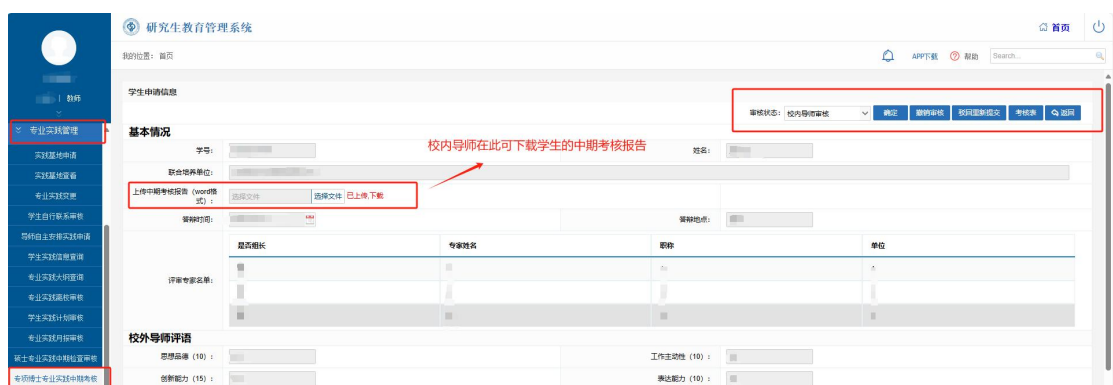 研究生教育管理系统
首页
我的位置: 首页
APP下载
帮助
Search...
教师
专业实践管理
实践基地申请
实践基地查看
专业实践变更
学生自行联系审核
导师自主安排实践申请
学生实践信息查询
专业实践大纲查询
专业实践离校审核
学生实践计划审核
专业实践月报审核
硕士专业实践中期检查审核
专项博士专业实践中期考核
学生申请信息
审核状态: 校内导师审核 确定 撤销审核 驳回重新提交 考核表 返回
基本情况
校内导师在此可下载学生的中期考核报告
学号:
姓名:
联合培养单位:
上传中期考核报告 (word格式) : 选择文件 选择文件 已上传,下载
答辩时间:
答辩地点:
是否组长 专家姓名 职称 单位
评审专家名单:
校外导师评语
思想品德 (10) :
工作主动性 (10) :
创新能力 (15) :
表达能力 (10) :